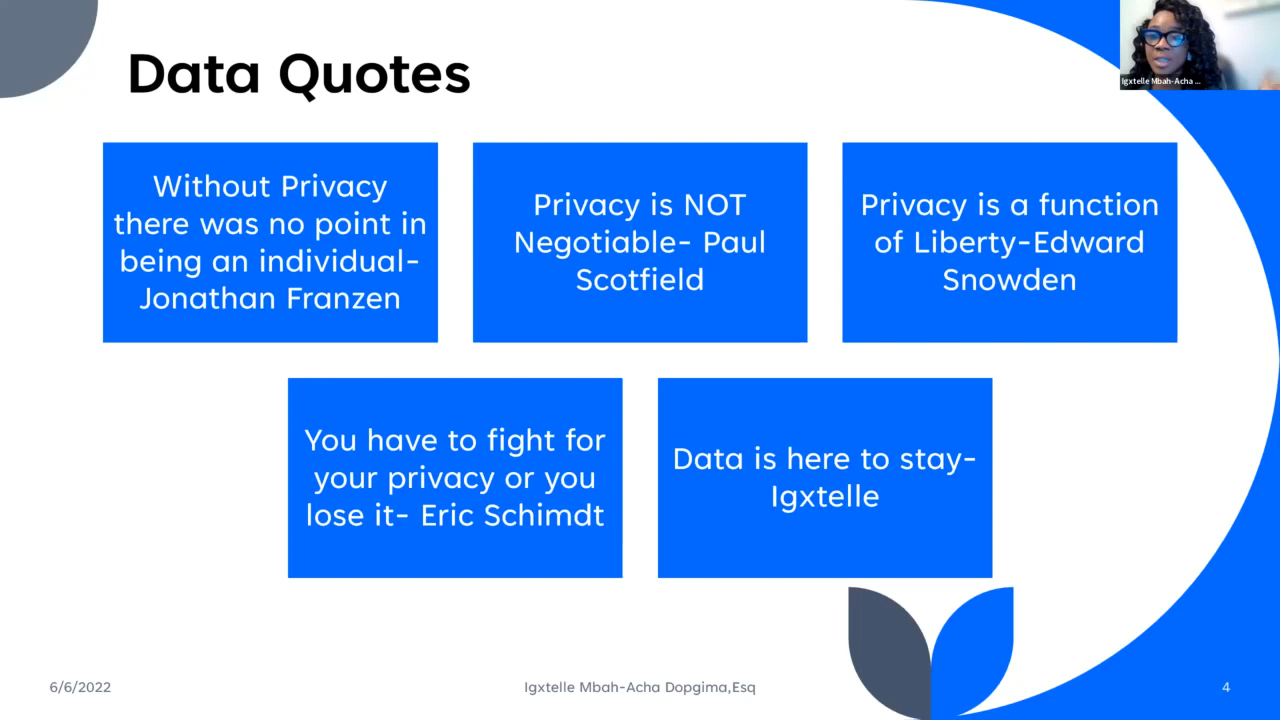 Data Quotes
Igxtelle Mbah-Acha ...
Without Privacy
there was no point in
being an individual-
Jonathan Franzen
Privacy is NOT
Negotiable- Paul
Scotfield
Privacy is a function
of Liberty-Edward
Snowden
You have to fight for
your privacy or you
lose it- Eric Schimdt
Data is here to stay-
Igxtelle
6/6/2022
Igxtelle Mbah-Acha Dopgima,Esq
4